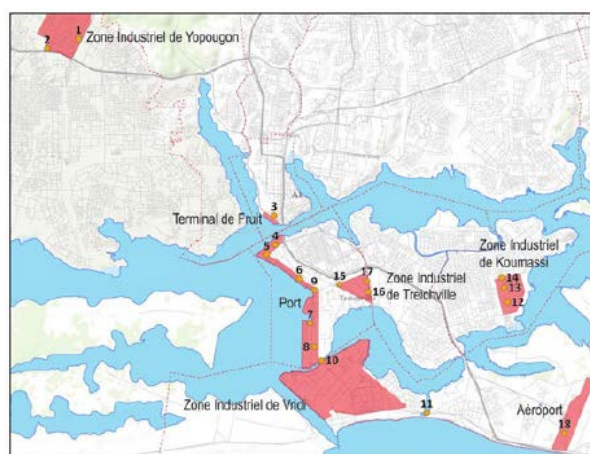 1
Zone Industriel de Yopougon
2
3
Terminal de Fruit
4
5
Zone Industriel
de Koumassi
6
9
15
17
Zone Industriel
de Treichville
16
14
13
12
Port
7
8
10
Zone Industriel de Vridi
11
Aéroport
18